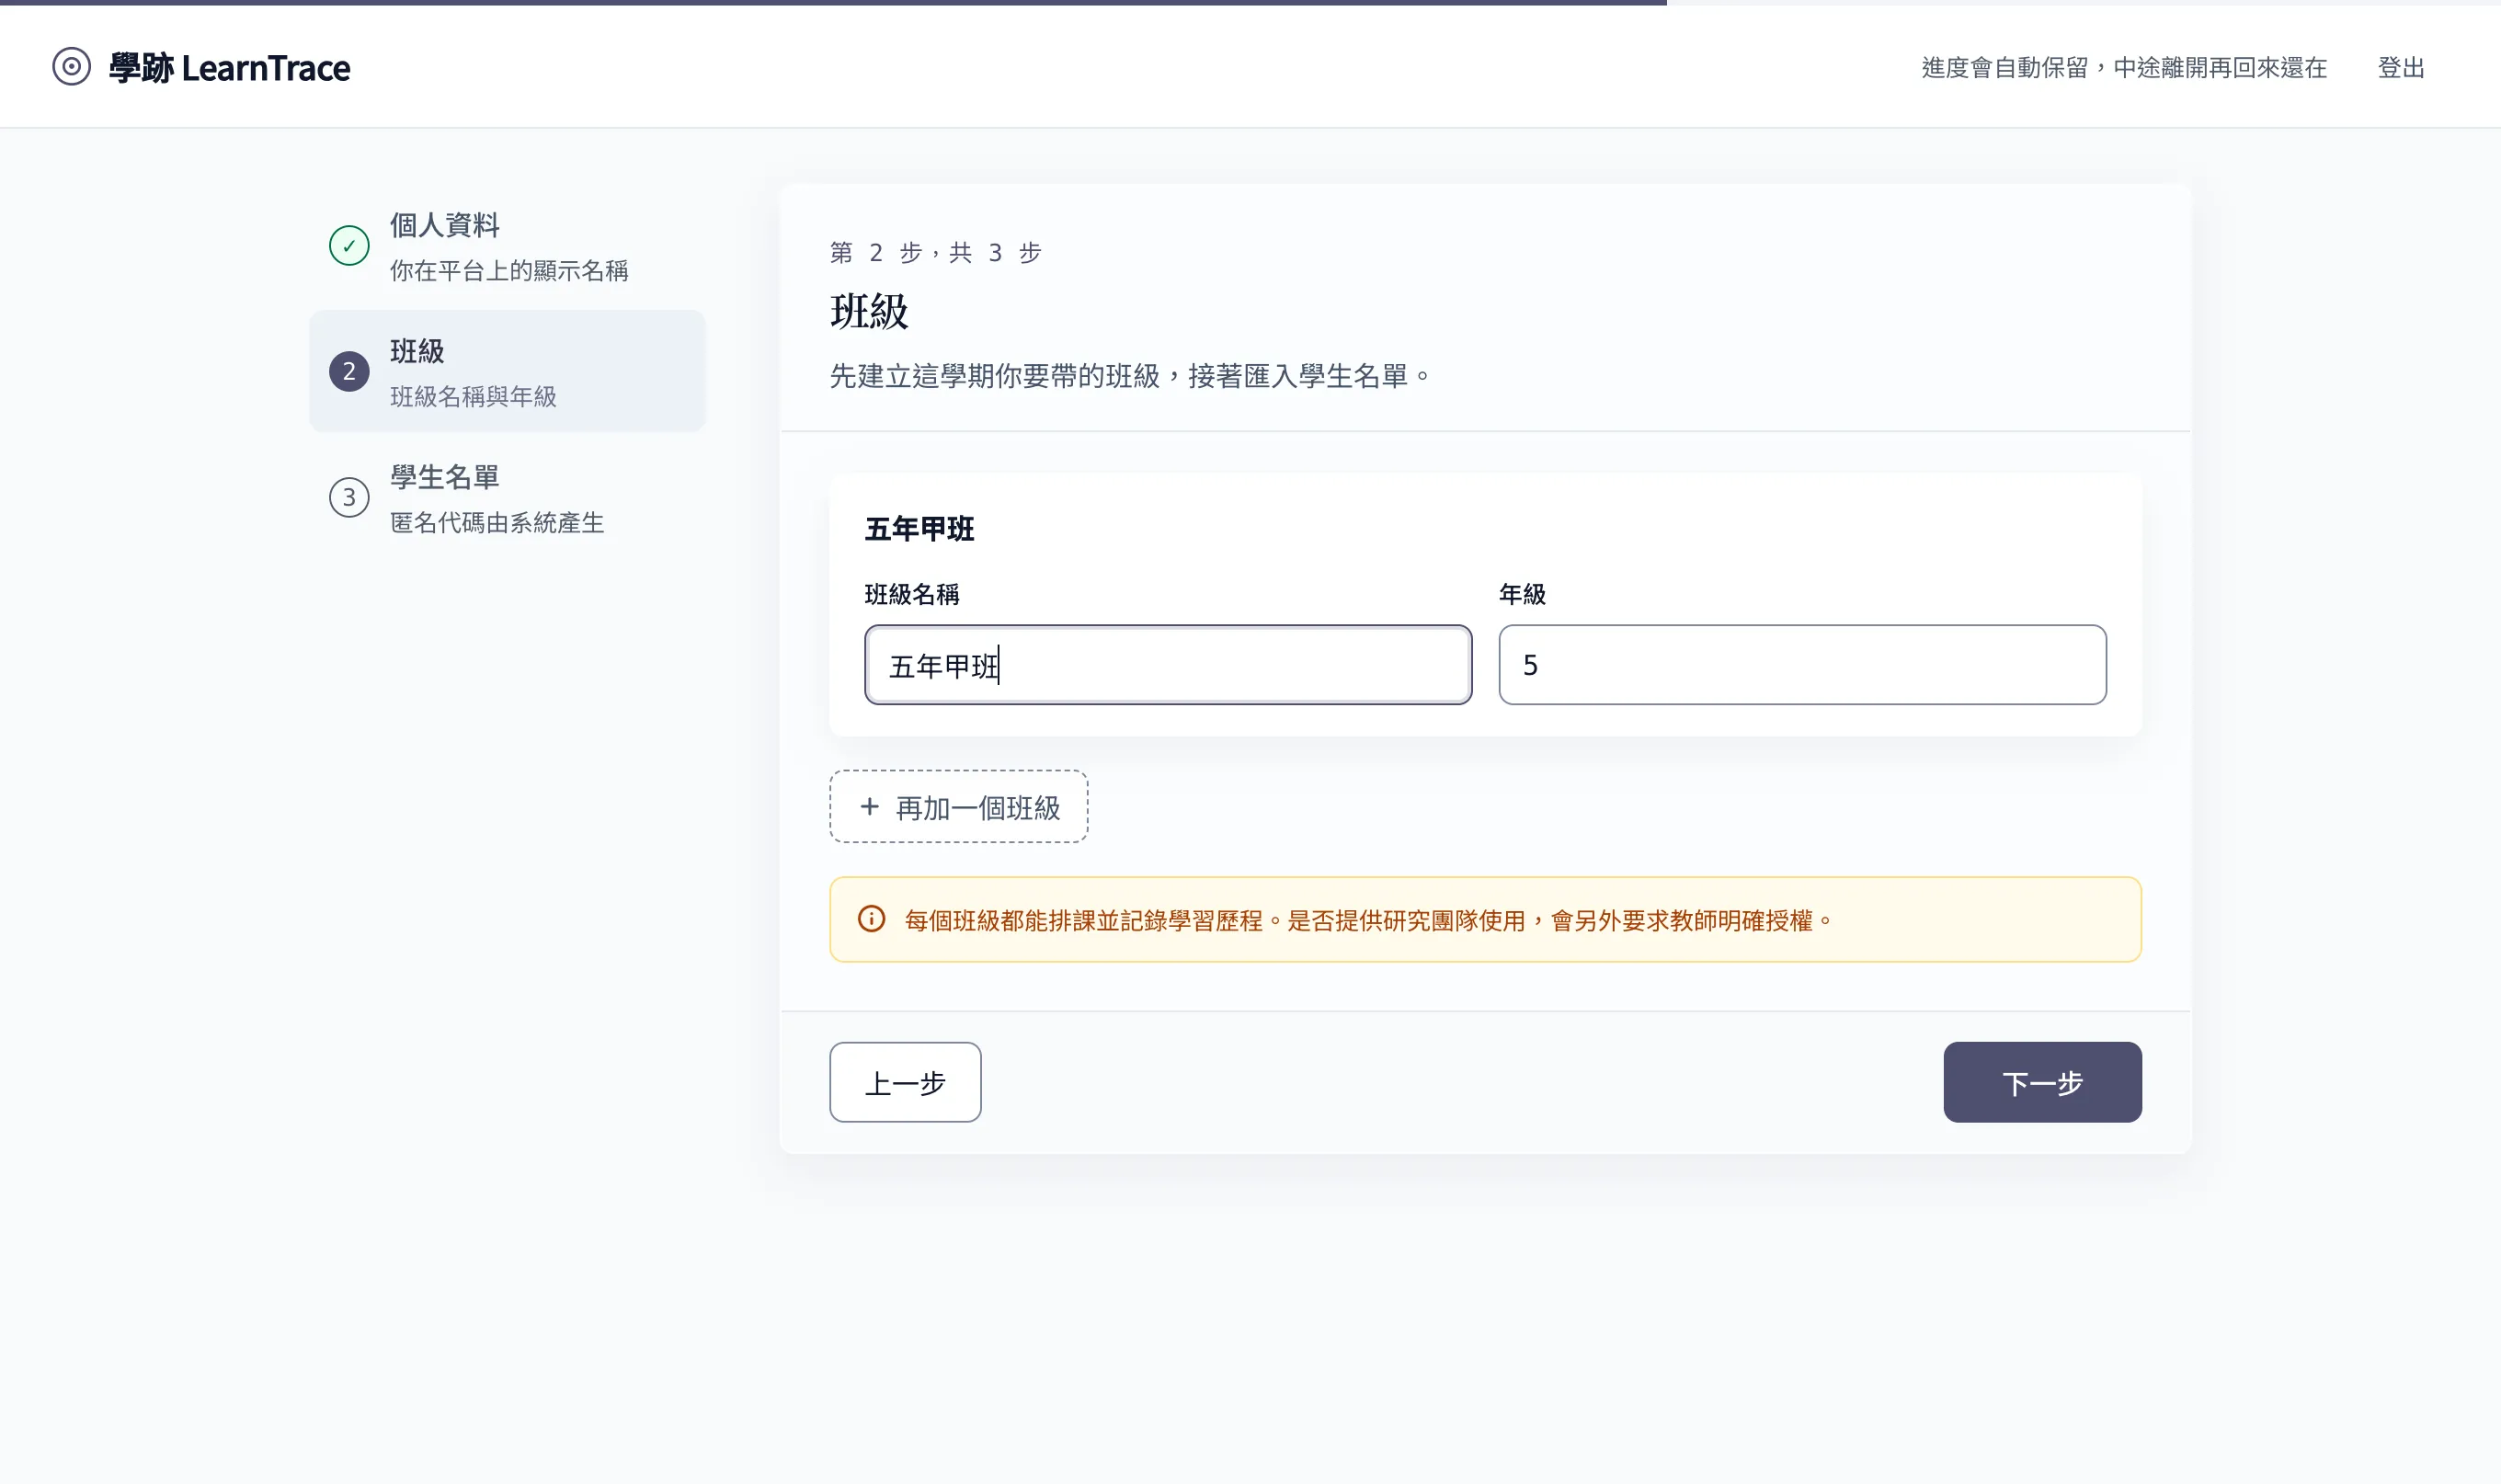 學跡 LearnTrace
進度會自動保留，中途離開再回來還在
登出
✓
個人資料
你在平台上的顯示名稱
2
班級
班級名稱與年級
3
學生名單
匿名代碼由系統產生
第 2 步，共 3 步
班級
先建立這學期你要帶的班級，接著匯入學生名單。
五年甲班
班級名稱
年級
五年甲班
5
+ 再加一個班級
每個班級都能排課並記錄學習歷程。是否提供研究團隊使用，會另外要求教師明確授權。
上一步
下一步